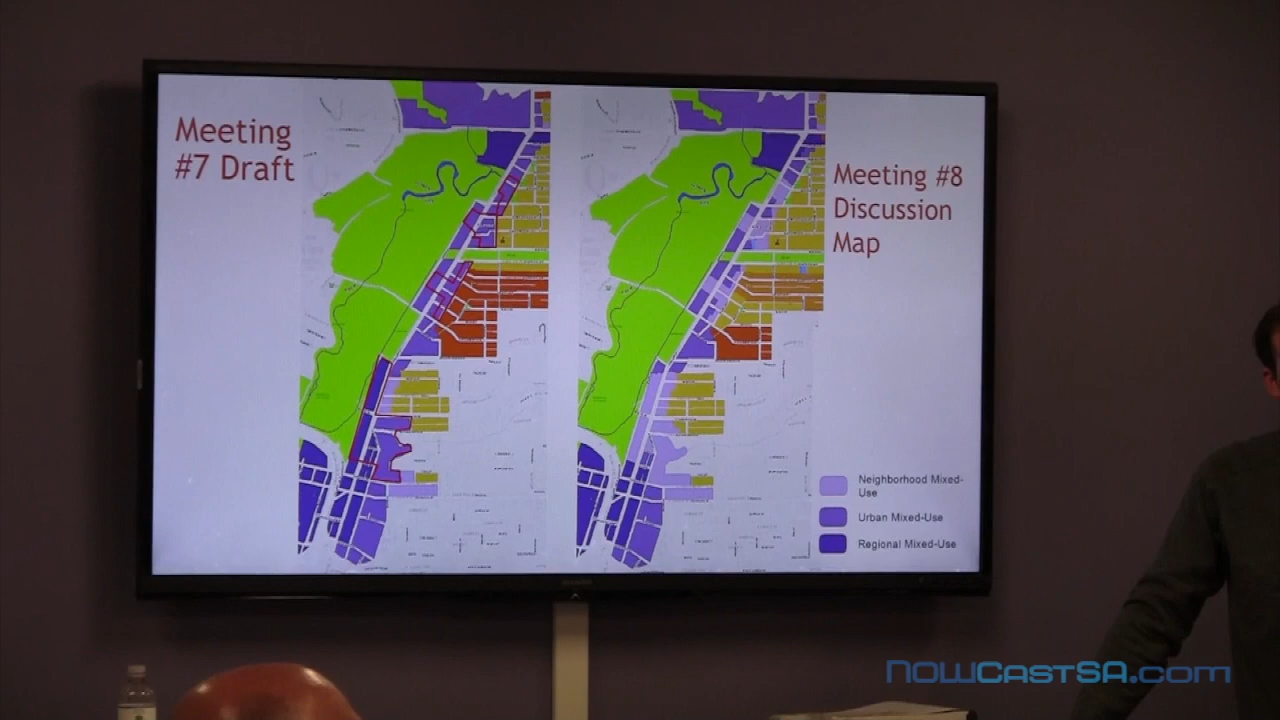 Meeting
#7 Draft
Meeting #8
Discussion
Map
Neighborhood Mixed-
Use
Urban Mixed-Use
Regional Mixed-Use
NOWCastSA.com